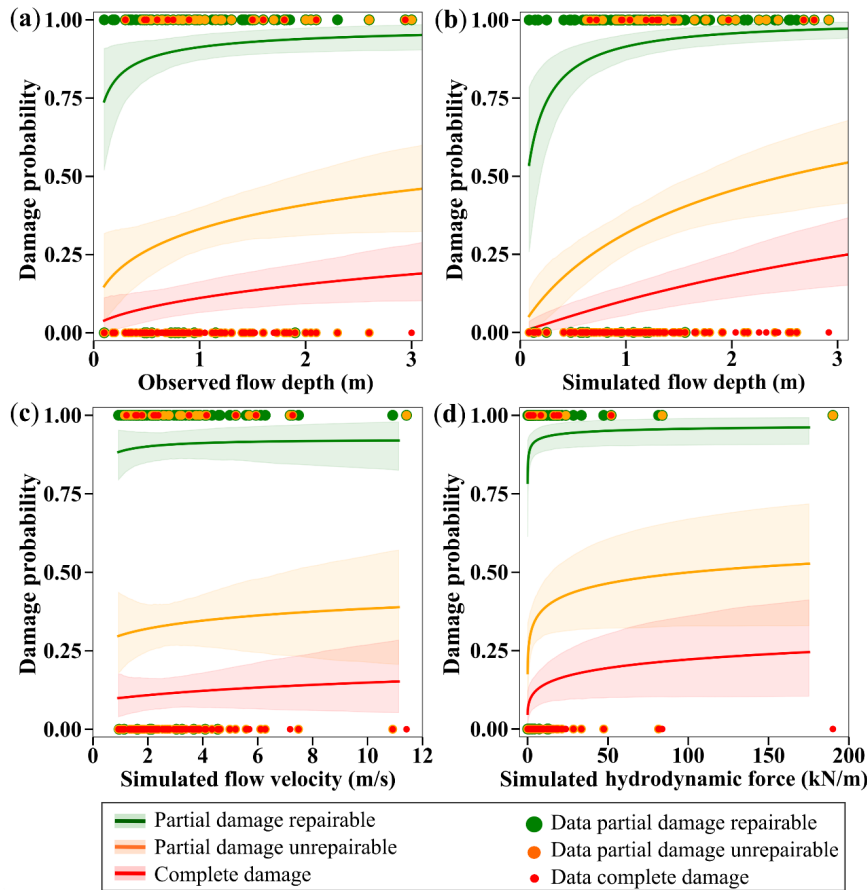 (a)
1.00
0.75
0.50
0.25
0.00
Damage probability
0 1 2 3
Observed flow depth (m)
(b)
1.00
0.75
0.50
0.25
0.00
Damage probability
0 1 2 3
Simulated flow depth (m)
(c)
1.00
0.75
0.50
0.25
0.00
Damage probability
0 2 4 6 8 10 12
Simulated flow velocity (m/s)
(d)
1.00
0.75
0.50
0.25
0.00
Damage probability
0 50 100 150 200
Simulated hydrodynamic force (kN/m)
Partial damage repairable
Partial damage unrepairable
Complete damage
Data partial damage repairable
Data partial damage unrepairable
Data complete damage